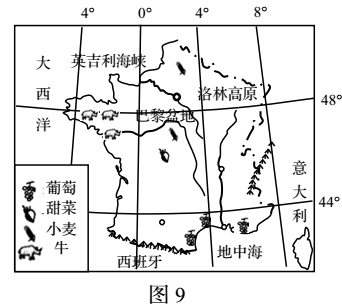 4° 0° 4° 8°
大西洋
英吉利海峡
洛林高原
48°
巴黎盆地
意大利
葡萄
甜菜
小麦
牛
44°
地中海
西班牙
图 9